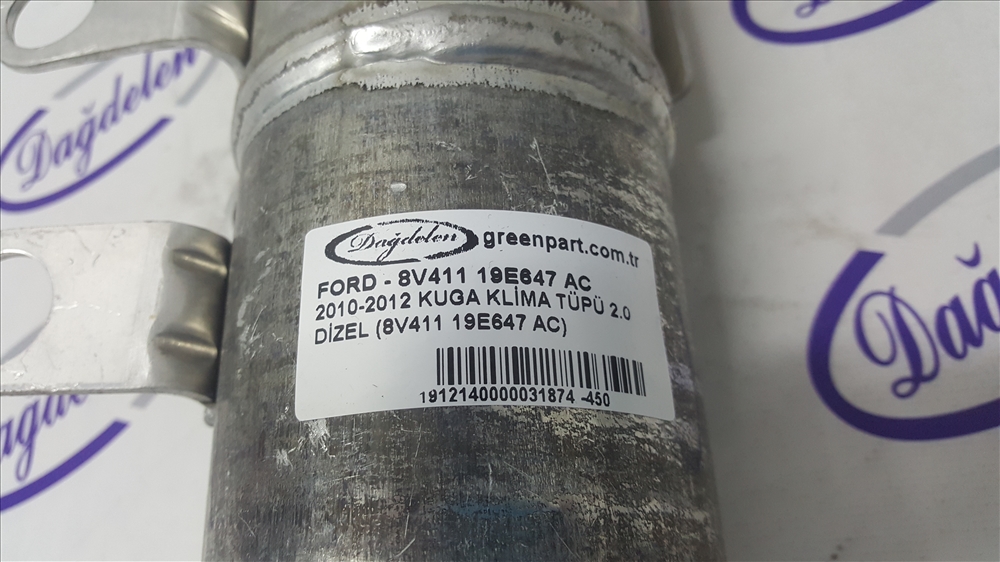 Dağdelen
Dağdelen greenpart.com.tr
FORD - 8V411 19E647 AC
2010-2012 KUGA KLİMA TÜPÜ 2.0
DİZEL (8V411 19E647 AC)
1912140000031874 -450